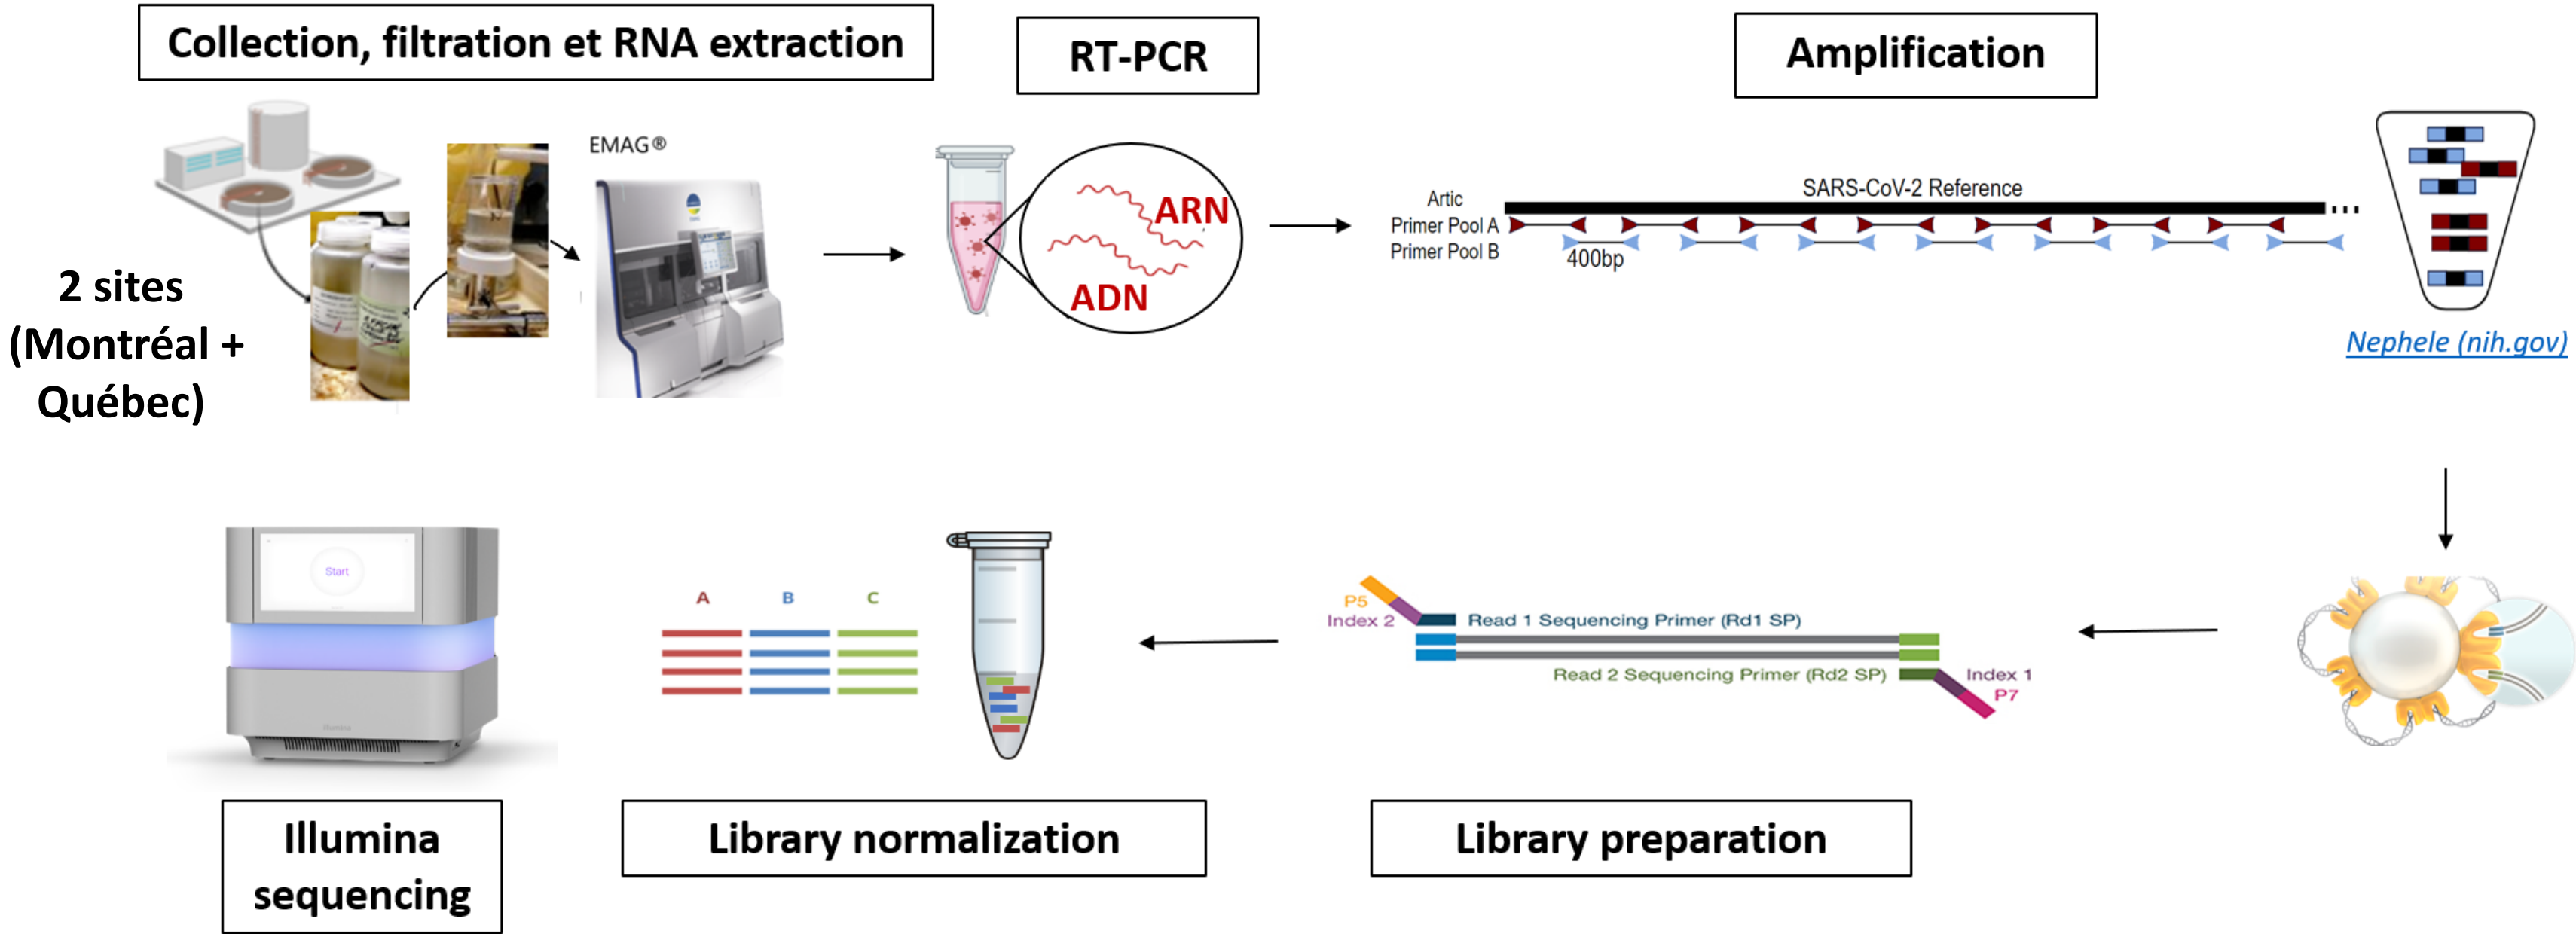 Collection, filtration et RNA extraction
RT-PCR
Amplification
EMAG®
2 sites
(Montréal +
Québec)
ARN
ADN
SARS-CoV-2 Reference
Artic
Primer Pool A
Primer Pool B
400bp
Nephele (nih.gov)
Start
A B C
P5
Index 2
Read 1 Sequencing Primer (Rd1 SP)
Read 2 Sequencing Primer (Rd2 SP)
Index 1
P7
Illumina
sequencing
Library normalization
Library preparation